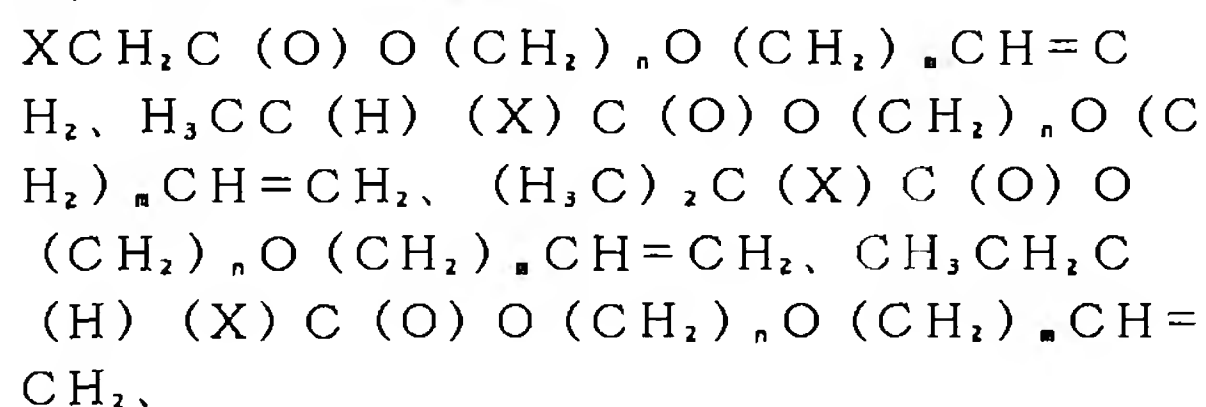 XCH₂C(O)O(CH₂)ₙO(CH₂)ₘCH=C
H₂、H₃CC(H)(X)C(O)O(CH₂)ₙO(C
H₂)ₘCH=CH₂、(H₃C)₂C(X)C(O)O
(CH₂)ₙO(CH₂)ₘCH=CH₂、CH₃CH₂C
(H)(X)C(O)O(CH₂)ₙO(CH₂)ₘCH=
CH₂、